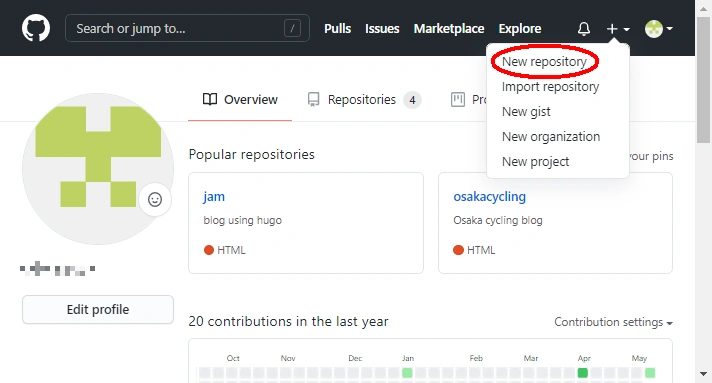 Search or jump to...
/
Pulls
Issues
Marketplace
Explore
New repository
Import repository
New gist
New organization
New project
Overview
Repositories 4
Popular repositories
your pins
jam
blog using hugo
HTML
osakacycling
Osaka cycling blog
HTML
Edit profile
20 contributions in the last year
Contribution settings
Oct Nov Dec Jan Feb Mar Apr May